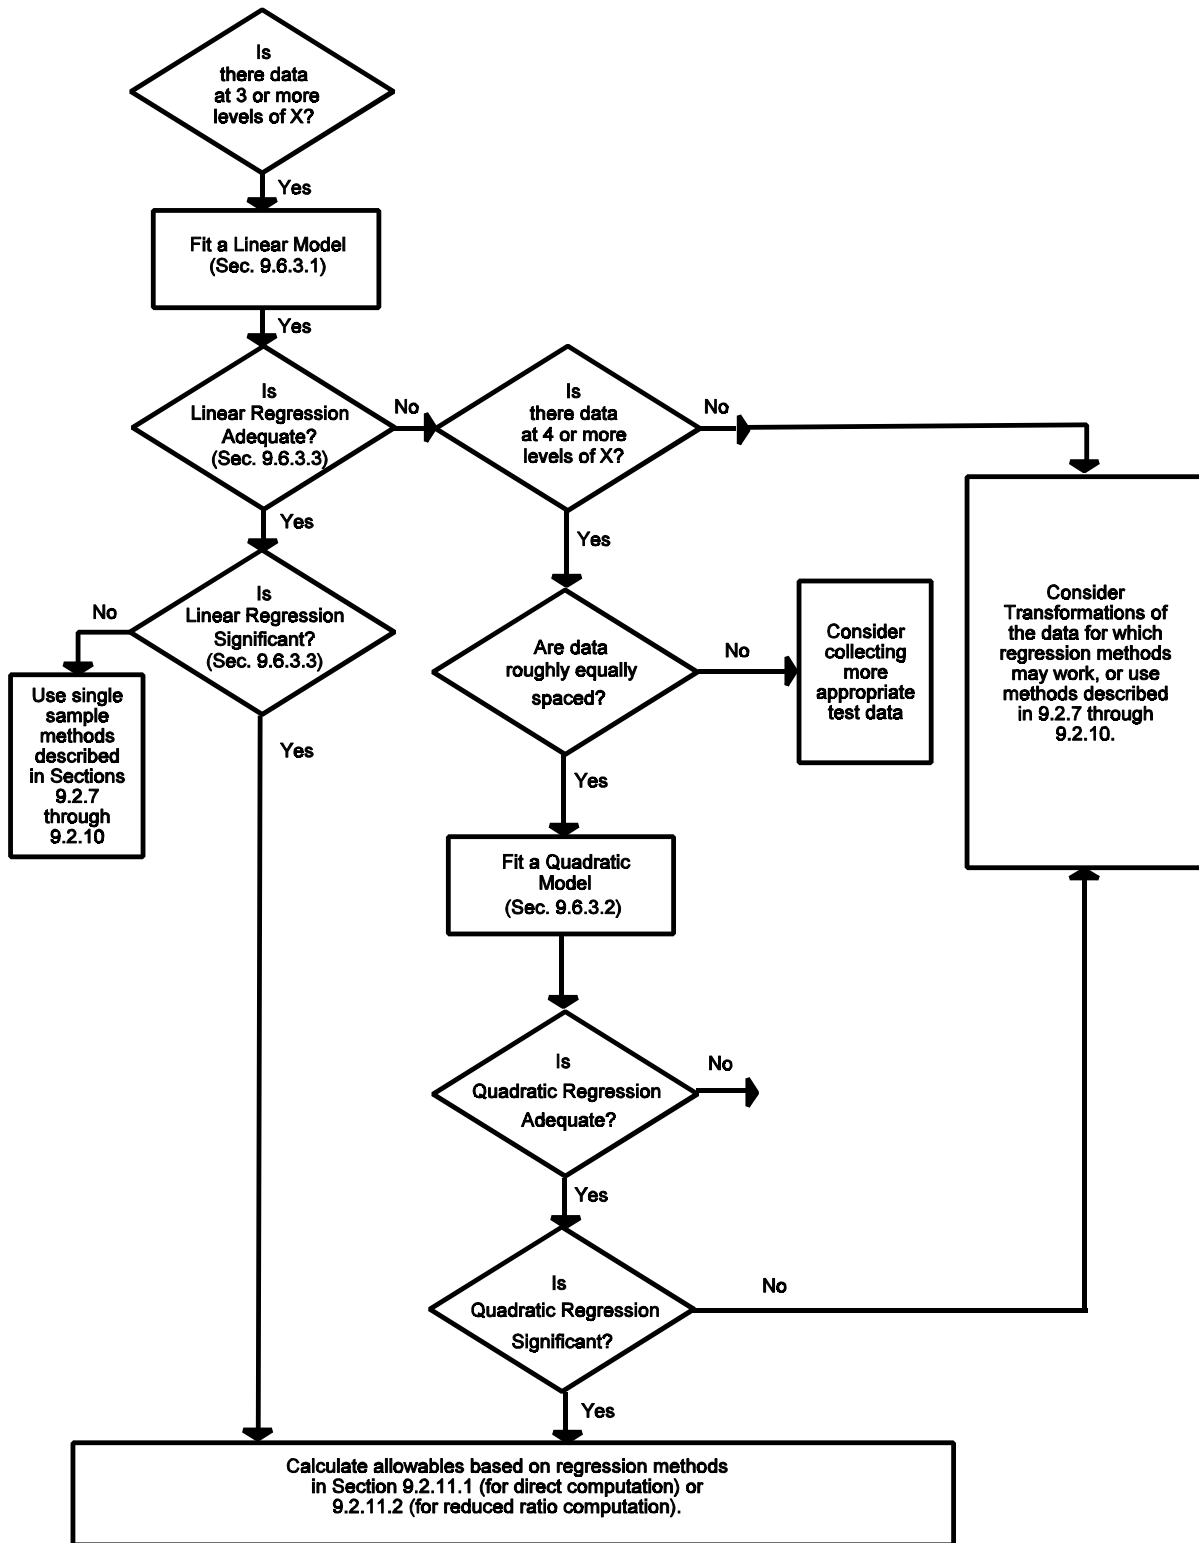 Is
there data
at 3 or more
levels of X?
Yes
Fit a Linear Model
(Sec. 9.6.3.1)
Yes
Is
Linear Regression
Adequate?
(Sec. 9.6.3.3)
No
Is
there data
at 4 or more
levels of X?
No
Yes
Is
Linear Regression
Significant?
(Sec. 9.6.3.3)
No
Use single
sample
methods
described
in Sections
9.2.7
through
9.2.10
Yes
Yes
Are data
roughly equally
spaced?
No
Consider
collecting
more
appropriate
test data
Consider
Transformations of
the data for which
regression methods
may work, or use
methods described
in 9.2.7 through
9.2.10.
Yes
Fit a Quadratic
Model
(Sec. 9.6.3.2)
Is
Quadratic Regression
Adequate?
No
Yes
Is
Quadratic Regression
Significant?
No
Yes
Calculate allowables based on regression methods
in Section 9.2.11.1 (for direct computation) or
9.2.11.2 (for reduced ratio computation).